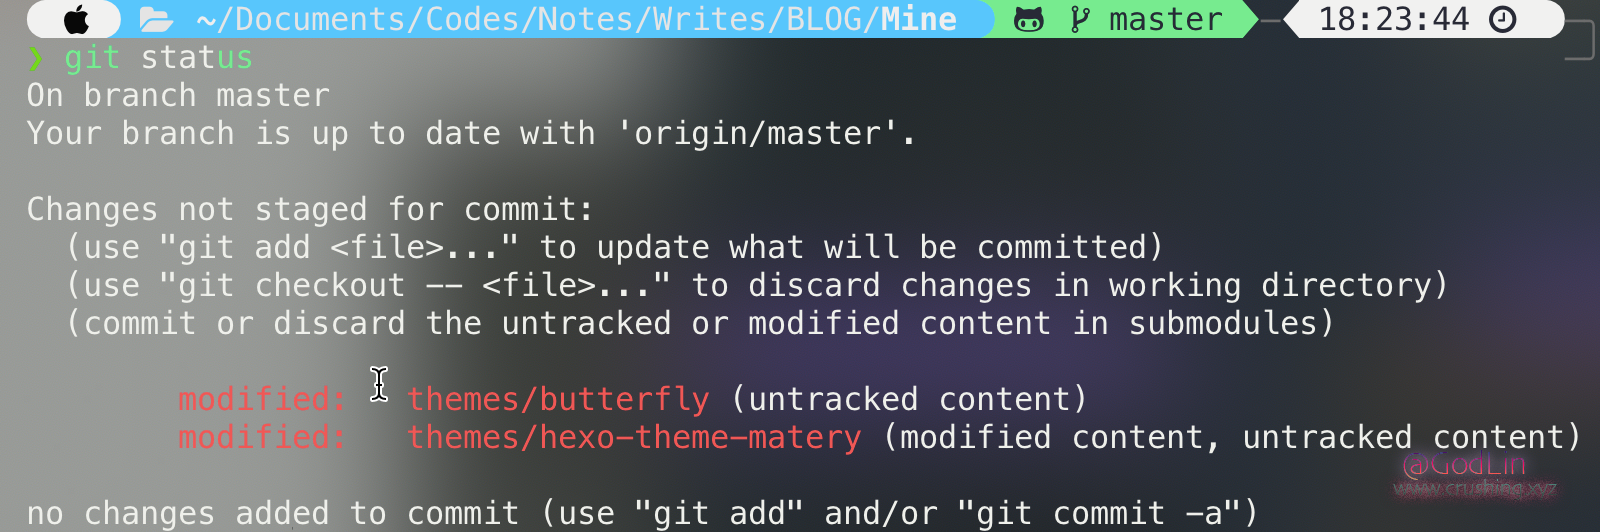 ~/Documents/Codes/Notes/Writes/BLOG/Mine master 18:23:44
❯ git status
On branch master
Your branch is up to date with 'origin/master'.
Changes not staged for commit:
(use "git add <file>..." to update what will be committed)
(use "git checkout -- <file>..." to discard changes in working directory)
(commit or discard the untracked or modified content in submodules)
modified: themes/butterfly (untracked content)
modified: themes/hexo-theme-matery (modified content, untracked content)
@GodLin
www.crushing.xyz
no changes added to commit (use "git add" and/or "git commit -a")